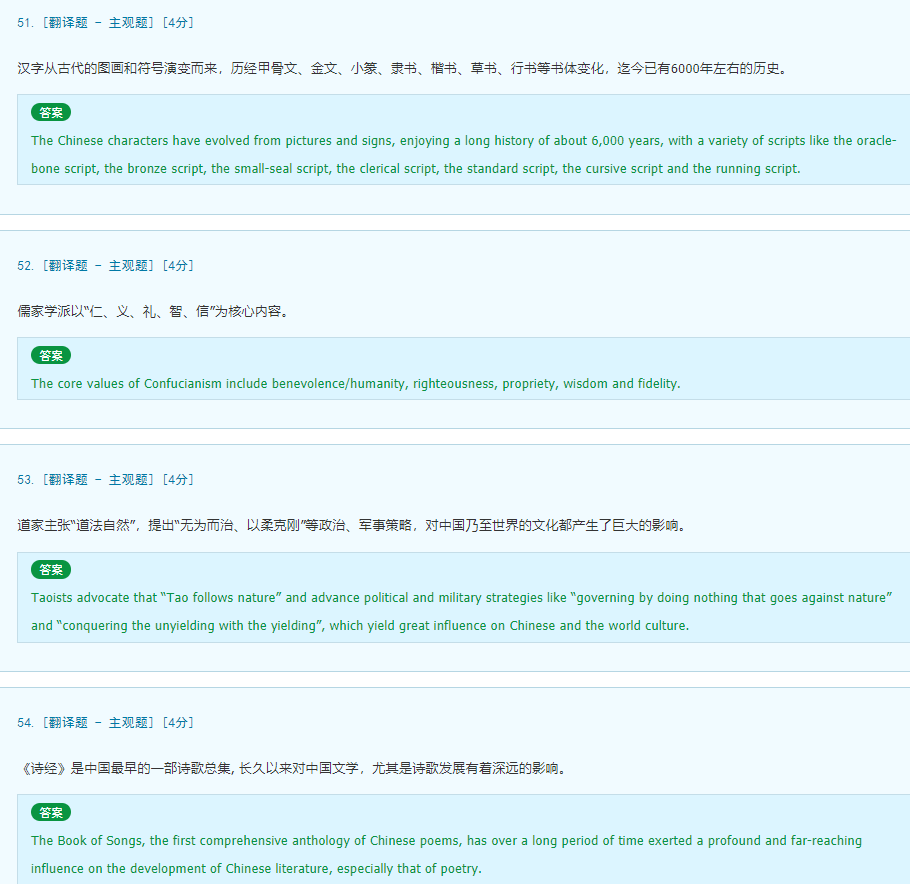 51. [翻译题 - 主观题] [4分]
汉字从古代的图画和符号演变而来，历经甲骨文、金文、小篆、隶书、楷书、草书、行书等书体变化，迄今已有6000年左右的历史。
答案
The Chinese characters have evolved from pictures and signs, enjoying a long history of about 6,000 years, with a variety of scripts like the oracle-
bone script, the bronze script, the small-seal script, the clerical script, the standard script, the cursive script and the running script.
52. [翻译题 - 主观题] [4分]
儒家学派以“仁、义、礼、智、信”为核心内容。
答案
The core values of Confucianism include benevolence/humanity, righteousness, propriety, wisdom and fidelity.
53. [翻译题 - 主观题] [4分]
道家主张“道法自然”，提出“无为而治、以柔克刚”等政治、军事策略，对中国乃至世界的文化都产生了巨大的影响。
答案
Taoists advocate that “Tao follows nature” and advance political and military strategies like “governing by doing nothing that goes against nature”
and “conquering the unyielding with the yielding”, which yield great influence on Chinese and the world culture.
54. [翻译题 - 主观题] [4分]
《诗经》是中国最早的一部诗歌总集, 长久以来对中国文学，尤其是诗歌发展有着深远的影响。
答案
The Book of Songs, the first comprehensive anthology of Chinese poems, has over a long period of time exerted a profound and far-reaching
influence on the development of Chinese literature, especially that of poetry.